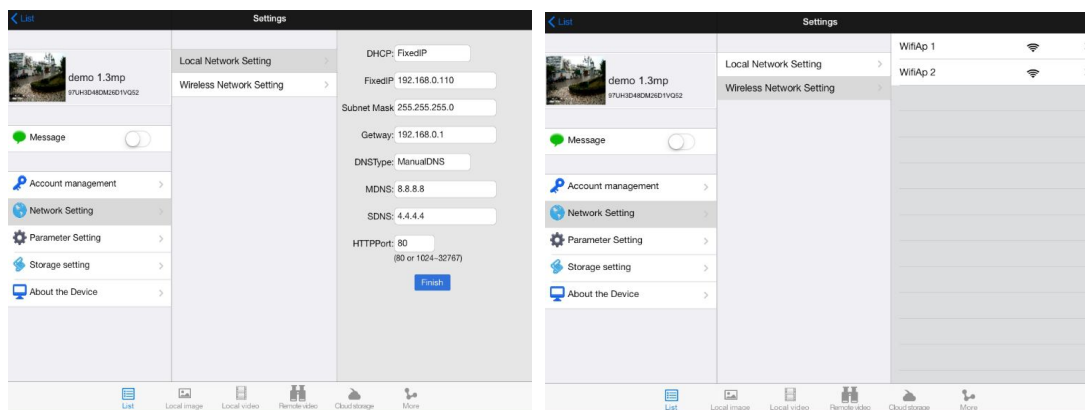 List
Settings
demo 1.3mp
97UH3D48DM26D1VQ52
Message
Account management
Network Setting
Parameter Setting
Storage setting
About the Device
Local Network Setting
Wireless Network Setting
DHCP: FixedIP
FixedIP 192.168.0.110
Subnet Mask 255.255.255.0
Getway: 192.168.0.1
DNSType: ManualDNS
MDNS: 8.8.8.8
SDNS: 4.4.4.4
HTTPPort: 80
(80 or 1024-32767)
Finish
List
Local image
Local video
Remote video
Cloud storage
More
List
Settings
demo 1.3mp
97UH3D48DM26D1VQ52
Message
Account management
Network Setting
Parameter Setting
Storage setting
About the Device
Local Network Setting
Wireless Network Setting
WifiAp 1
WifiAp 2
List
Local image
Local video
Remote video
Cloud storage
More